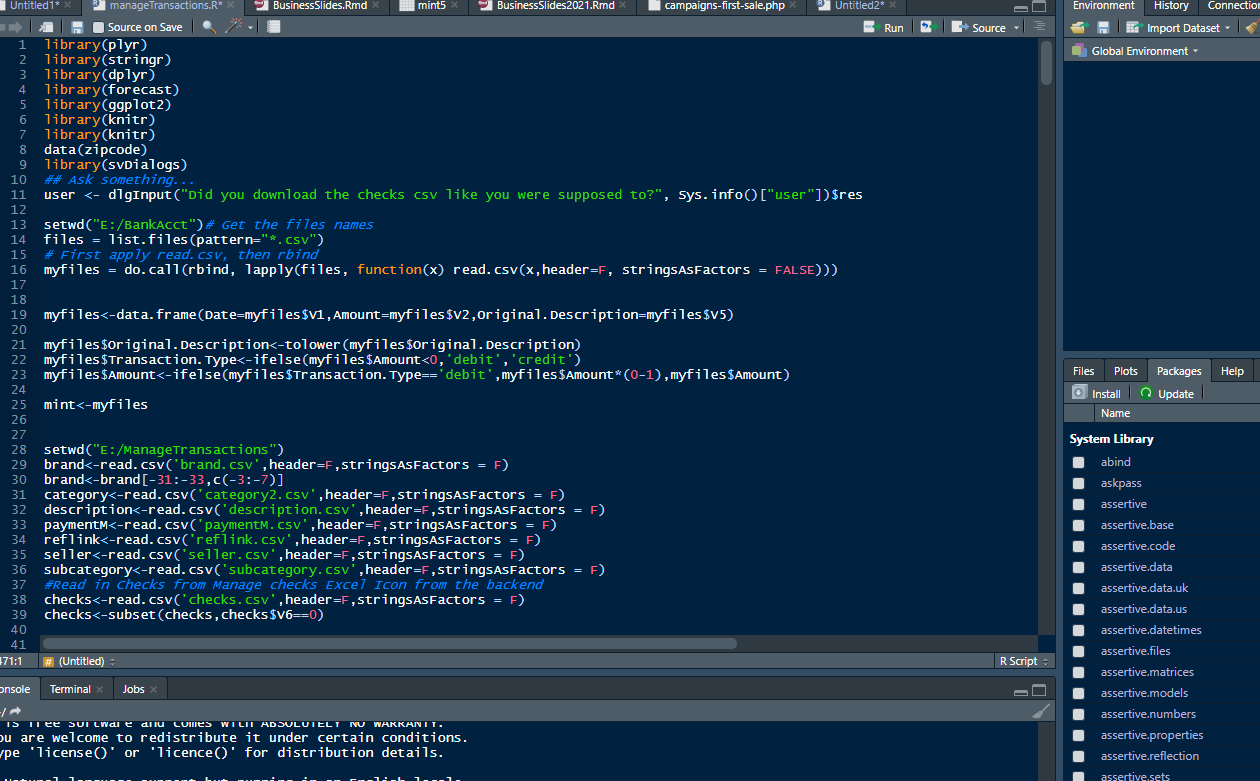 Untitled1*
manageTransactions.R*
BusinessSlides.Rmd
mint5
BusinessSlides2021.Rmd
campaigns-first-sale.php
Untitled2*
Source on Save
Run
Source
1 library(plyr)
2 library(stringr)
3 library(dplyr)
4 library(forecast)
5 library(ggplot2)
6 library(knitr)
7 library(knitr)
8 data(zipcode)
9 library(svDialogs)
10 ## Ask something...
11 user <- dlgInput("Did you download the checks csv like you were supposed to?", Sys.info()["user"])$res
12
13 setwd("E:/BankAcct")# Get the files names
14 files = list.files(pattern="*.csv")
15 # First apply read.csv, then rbind
16 myfiles = do.call(rbind, lapply(files, function(x) read.csv(x,header=F, stringsAsFactors = FALSE)))
17
18
19 myfiles<-data.frame(Date=myfiles$V1,Amount=myfiles$V2,Original.Description=myfiles$V5)
20
21 myfiles$Original.Description<-tolower(myfiles$Original.Description)
22 myfiles$Transaction.Type<-ifelse(myfiles$Amount<0,'debit','credit')
23 myfiles$Amount<-ifelse(myfiles$Transaction.Type=='debit',myfiles$Amount*(0-1),myfiles$Amount)
24
25 mint<-myfiles
26
27
28 setwd("E:/ManageTransactions")
29 brand<-read.csv('brand.csv',header=F,stringsAsFactors = F)
30 brand<-brand[-31:-33,c(-3:-7)]
31 category<-read.csv('category2.csv',header=F,stringsAsFactors = F)
32 description<-read.csv('description.csv',header=F,stringsAsFactors = F)
33 paymentM<-read.csv('paymentM.csv',header=F,stringsAsFactors = F)
34 reflink<-read.csv('reflink.csv',header=F,stringsAsFactors = F)
35 seller<-read.csv('seller.csv',header=F,stringsAsFactors = F)
36 subcategory<-read.csv('subcategory.csv',header=F,stringsAsFactors = F)
37 #Read in Checks from Manage checks Excel Icon from the backend
38 checks<-read.csv('checks.csv',header=F,stringsAsFactors = F)
39 checks<-subset(checks,checks$V6==0)
40
41
471:1
(Untitled)
R Script
onsole
Terminal
Jobs
/
is free software and comes with ABSOLUTELY NO WARRANTY.
ou are welcome to redistribute it under certain conditions.
ype 'license()' or 'licence()' for distribution details.
Natural language support but running in an English locale
Environment
History
Connection
Import Dataset
Global Environment
Files
Plots
Packages
Help
Install
Update
Name
System Library
abind
askpass
assertive
assertive.base
assertive.code
assertive.data
assertive.data.uk
assertive.data.us
assertive.datetimes
assertive.files
assertive.matrices
assertive.models
assertive.numbers
assertive.properties
assertive.reflection
assertive.sets